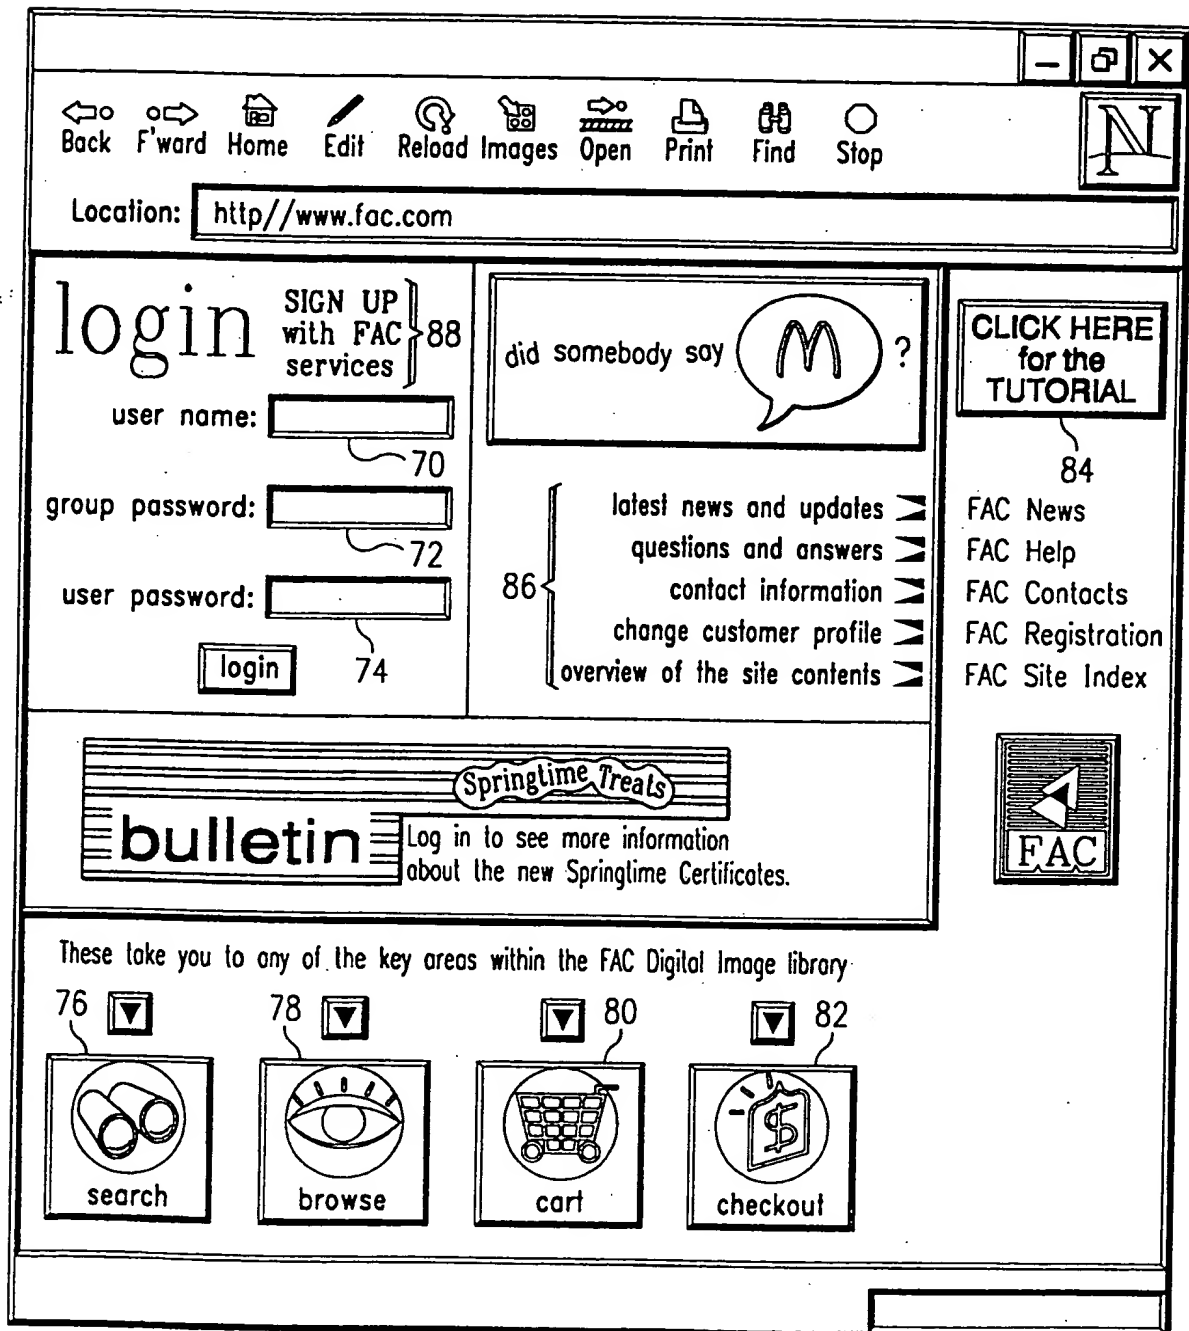 Back F'ward Home Edit Reload Images Open Print Find Stop
N
Location: http//www.fac.com
login
SIGN UP
with FAC
services
88
user name:
70
group password:
72
user password:
74
login
did somebody say M ?
86
latest news and updates
questions and answers
contact information
change customer profile
overview of the site contents
CLICK HERE
for the
TUTORIAL
84
FAC News
FAC Help
FAC Contacts
FAC Registration
FAC Site Index
FAC
Springtime Treats
bulletin
Log in to see more information
about the new Springtime Certificates.
These take you to any of the key areas within the FAC Digital Image library
76
78
80
82
search
browse
cart
$
checkout